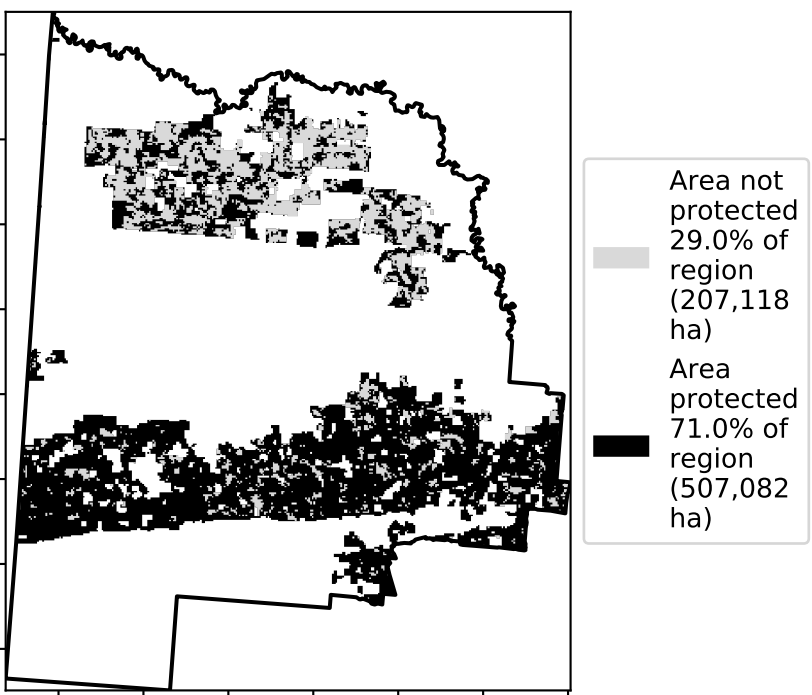 Area not
protected
29.0% of
region
(207,118
ha)
Area
protected
71.0% of
region
(507,082
ha)